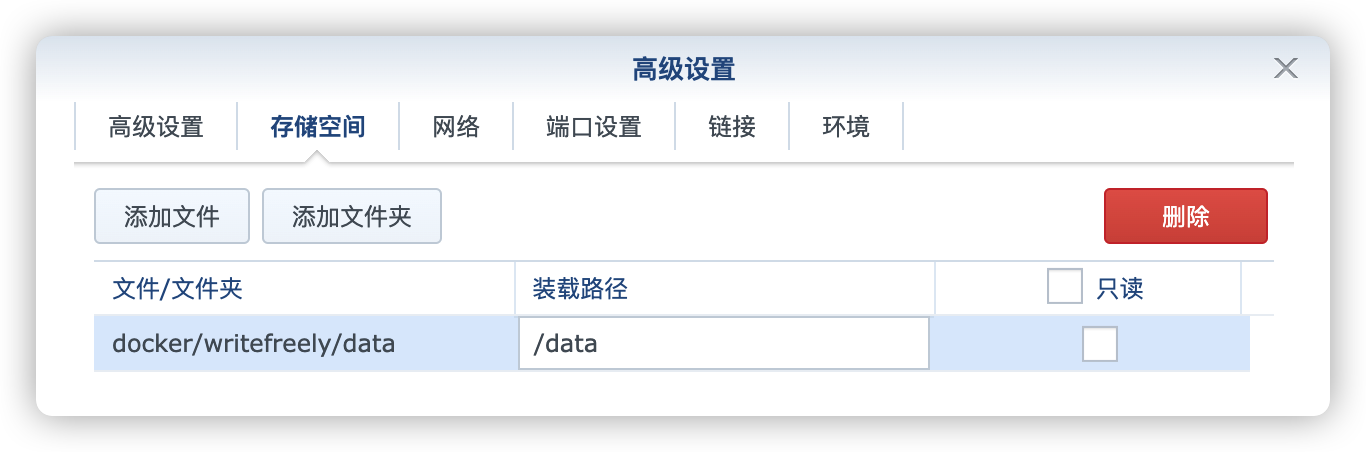 高级设置
高级设置 存储空间 网络 端口设置 链接 环境
添加文件 添加文件夹 删除
文件/文件夹 装载路径 只读
docker/writefreely/data /data